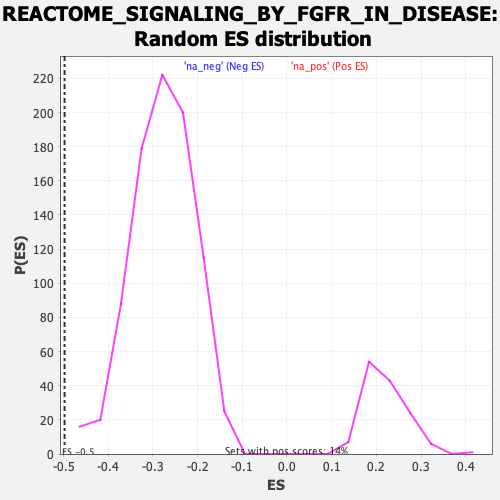 REACTOME_SIGNALING_BY_FGFR_IN_DISEASE:
Random ES distribution
'na_neg' (Neg ES) 'na_pos' (Pos ES)
220
200
180
160
140
120
100
80
60
40
20
0
P(ES)
ES -0.5
Sets with pos scores: 14%
-0.5 -0.4 -0.3 -0.2 -0.1 0.0 0.1 0.2 0.3 0.4
ES